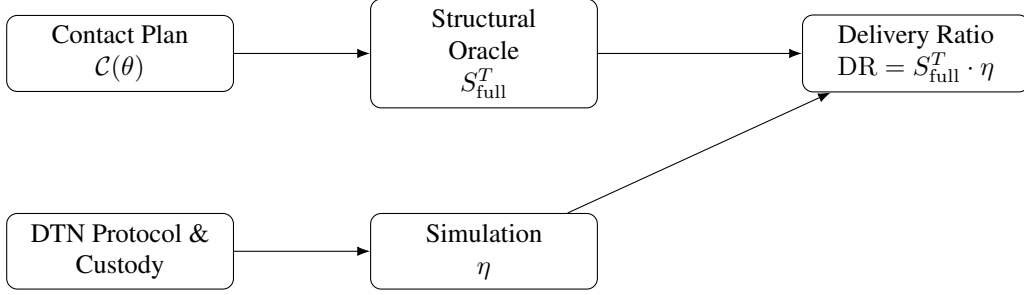 Contact Plan
𝒞(θ)
Structural
Oracle
S_full^T
Delivery Ratio
DR = S_full^T · η
DTN Protocol &
Custody
Simulation
η